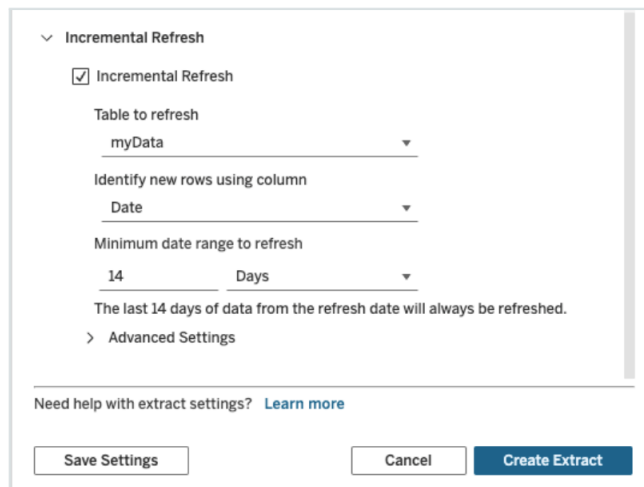 Incremental Refresh
Incremental Refresh
Table to refresh
myData
Identify new rows using column
Date
Minimum date range to refresh
14 Days
The last 14 days of data from the refresh date will always be refreshed.
Advanced Settings
Need help with extract settings? Learn more
Save Settings Cancel Create Extract